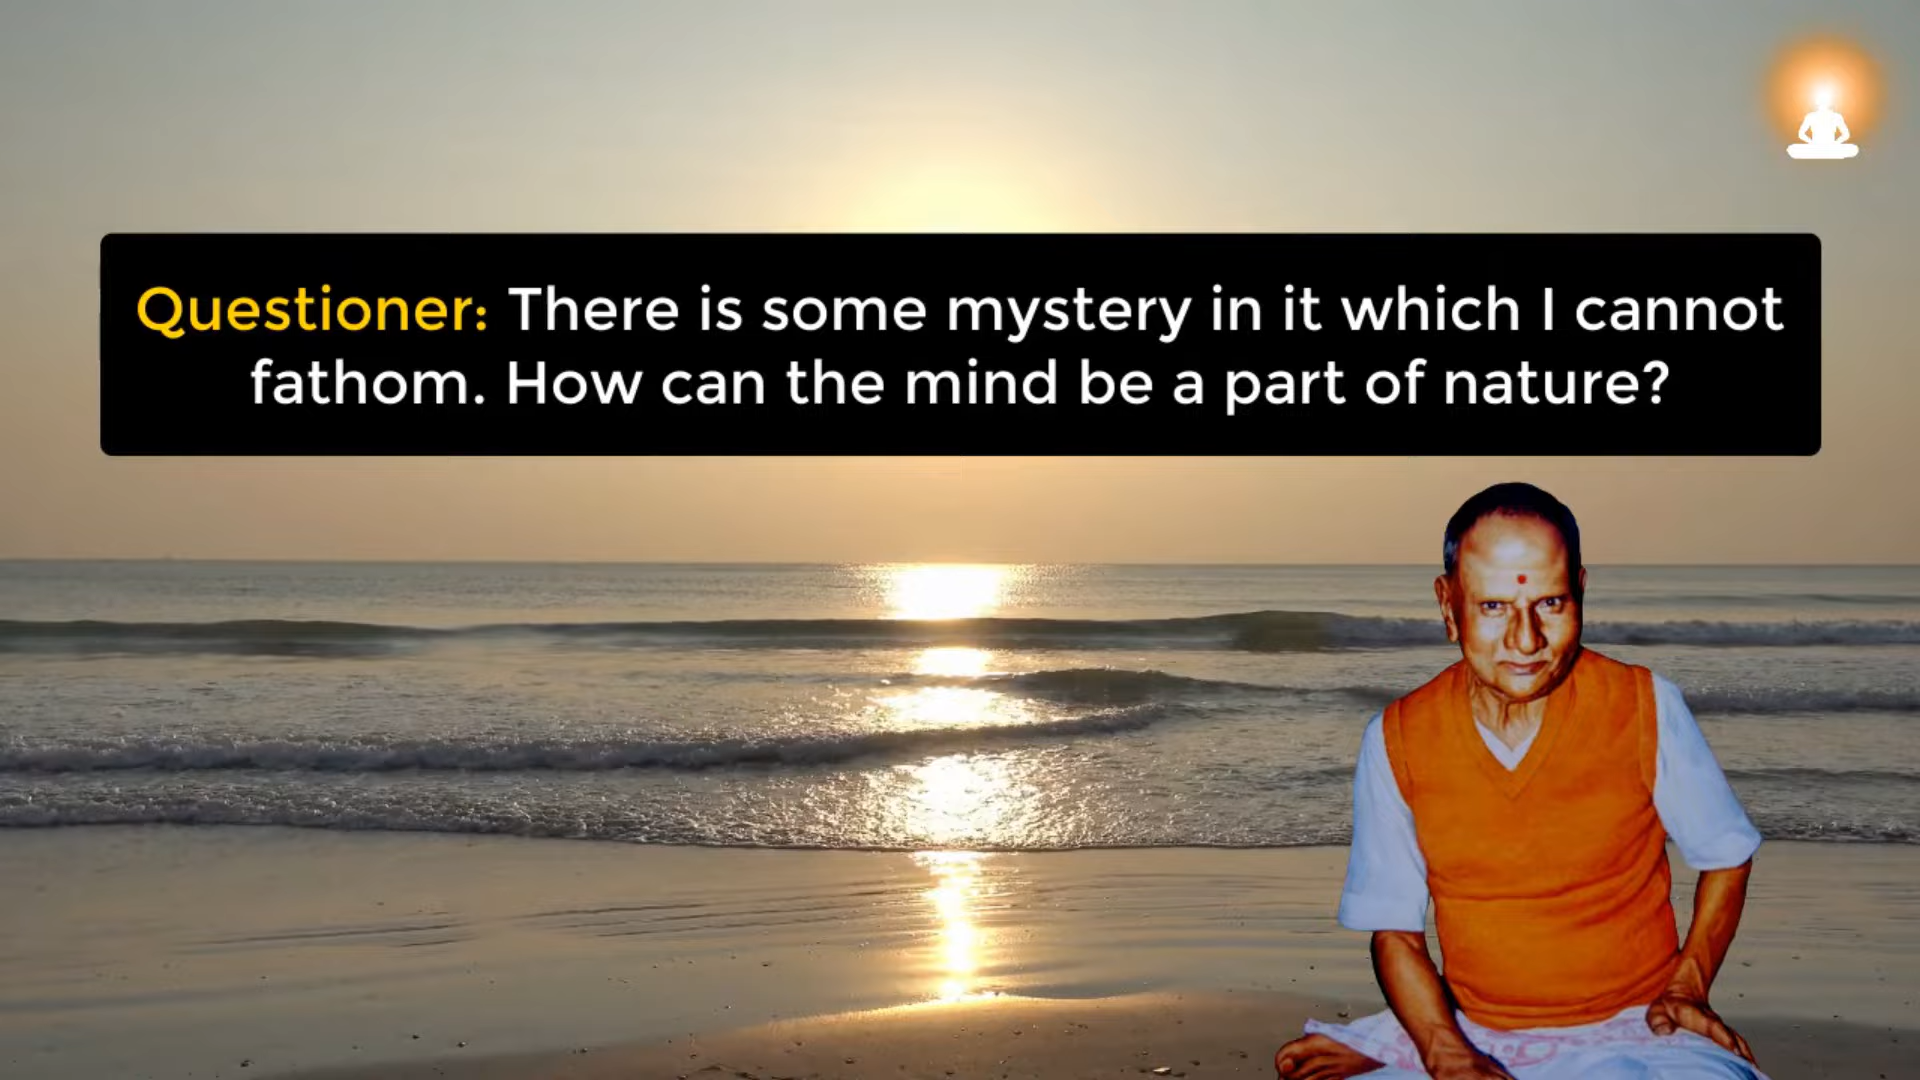 Questioner: There is some mystery in it which I cannot
fathom. How can the mind be a part of nature?